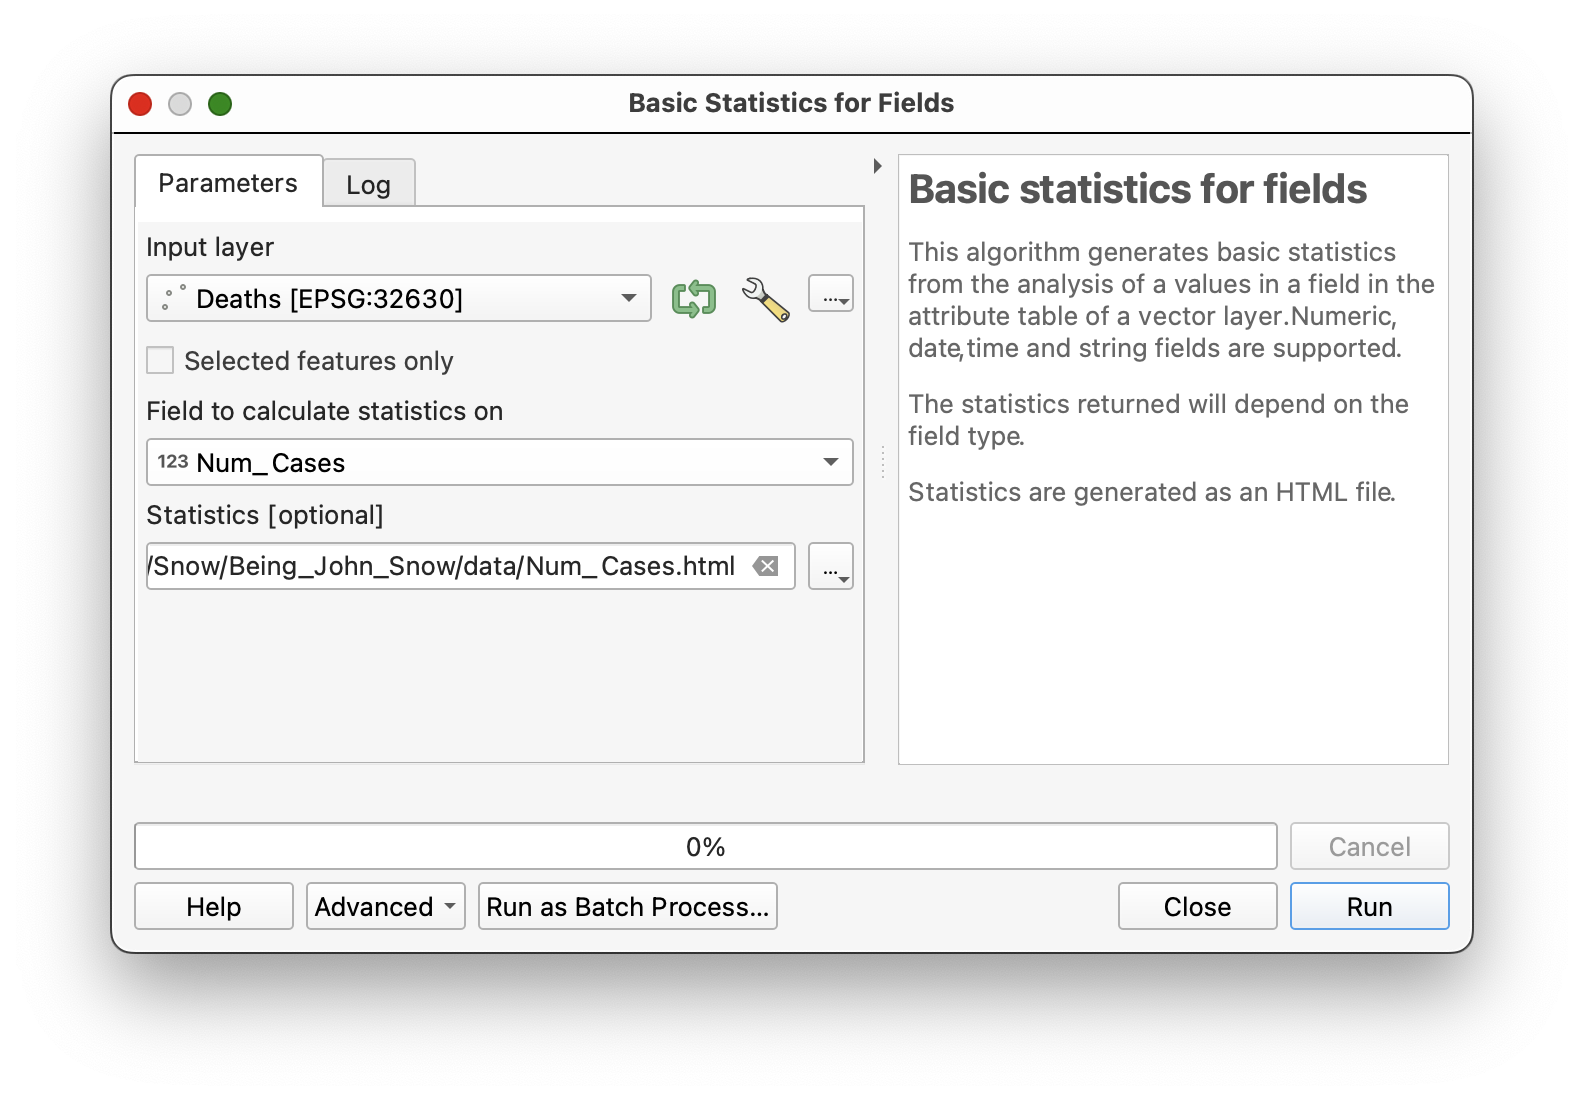 Basic Statistics for Fields
Parameters
Log
Input layer
Deaths [EPSG:32630]
...
Selected features only
Field to calculate statistics on
123 Num_Cases
Statistics [optional]
/Snow/Being_John_Snow/data/Num_Cases.html
...
Basic statistics for fields
This algorithm generates basic statistics
from the analysis of a values in a field in the
attribute table of a vector layer.Numeric,
date,time and string fields are supported.
The statistics returned will depend on the
field type.
Statistics are generated as an HTML file.
0%
Cancel
Help
Advanced
Run as Batch Process...
Close
Run